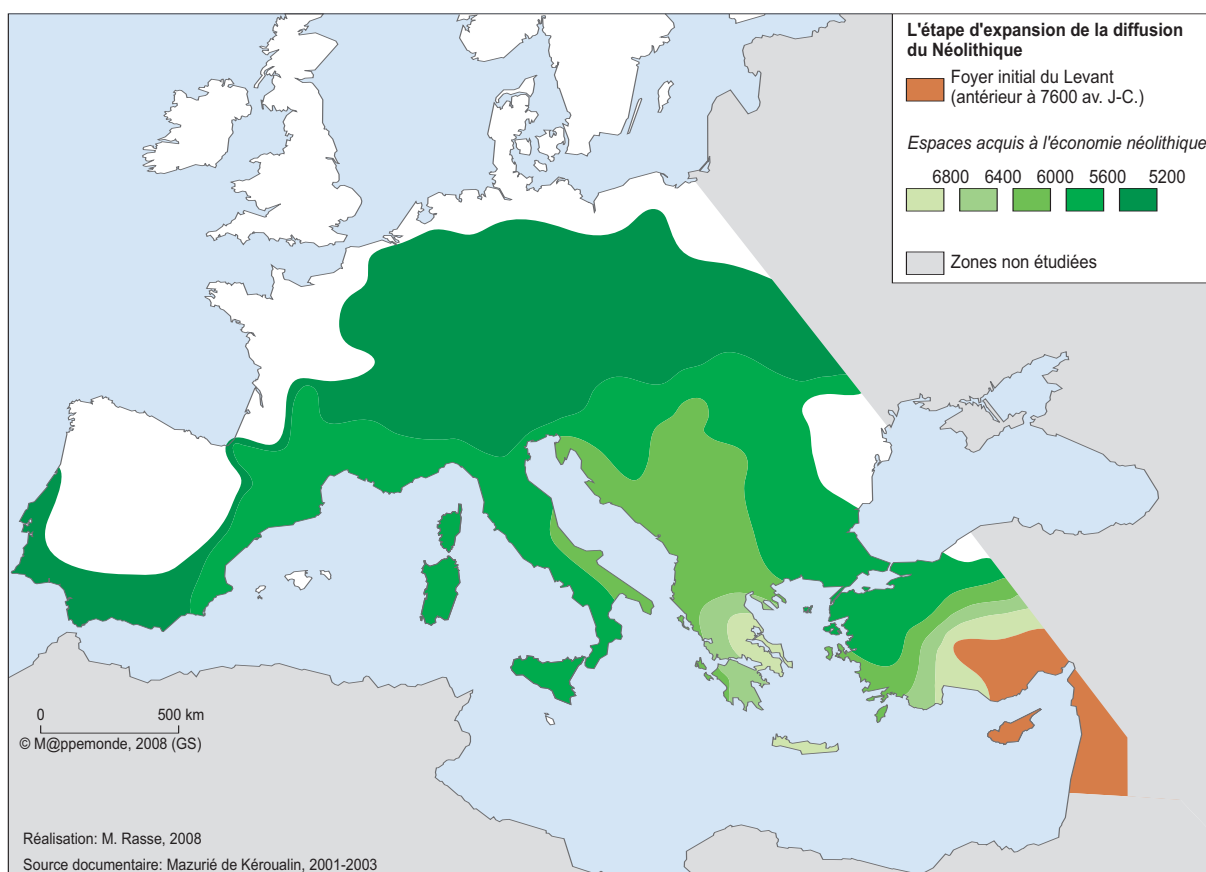 L'étape d'expansion de la diffusion
du Néolithique
Foyer initial du Levant
(antérieur à 7600 av. J-C.)
Espaces acquis à l'économie néolithique
6800 6400 6000 5600 5200
Zones non étudiées
0 500 km
© M@ppemonde, 2008 (GS)
Réalisation: M. Rasse, 2008
Source documentaire: Mazurié de Kéroualin, 2001-2003